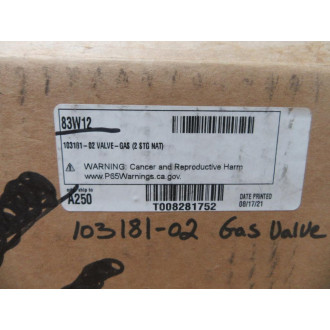 83W12
103181-02 VALVE-GAS (2 STG NAT)
WARNING: Cancer and Reproductive Harm
www.P65Warnings.ca.gov.
A250
DATE PRINTED
08/17/21
T008281752
103181-02 Gas Valve